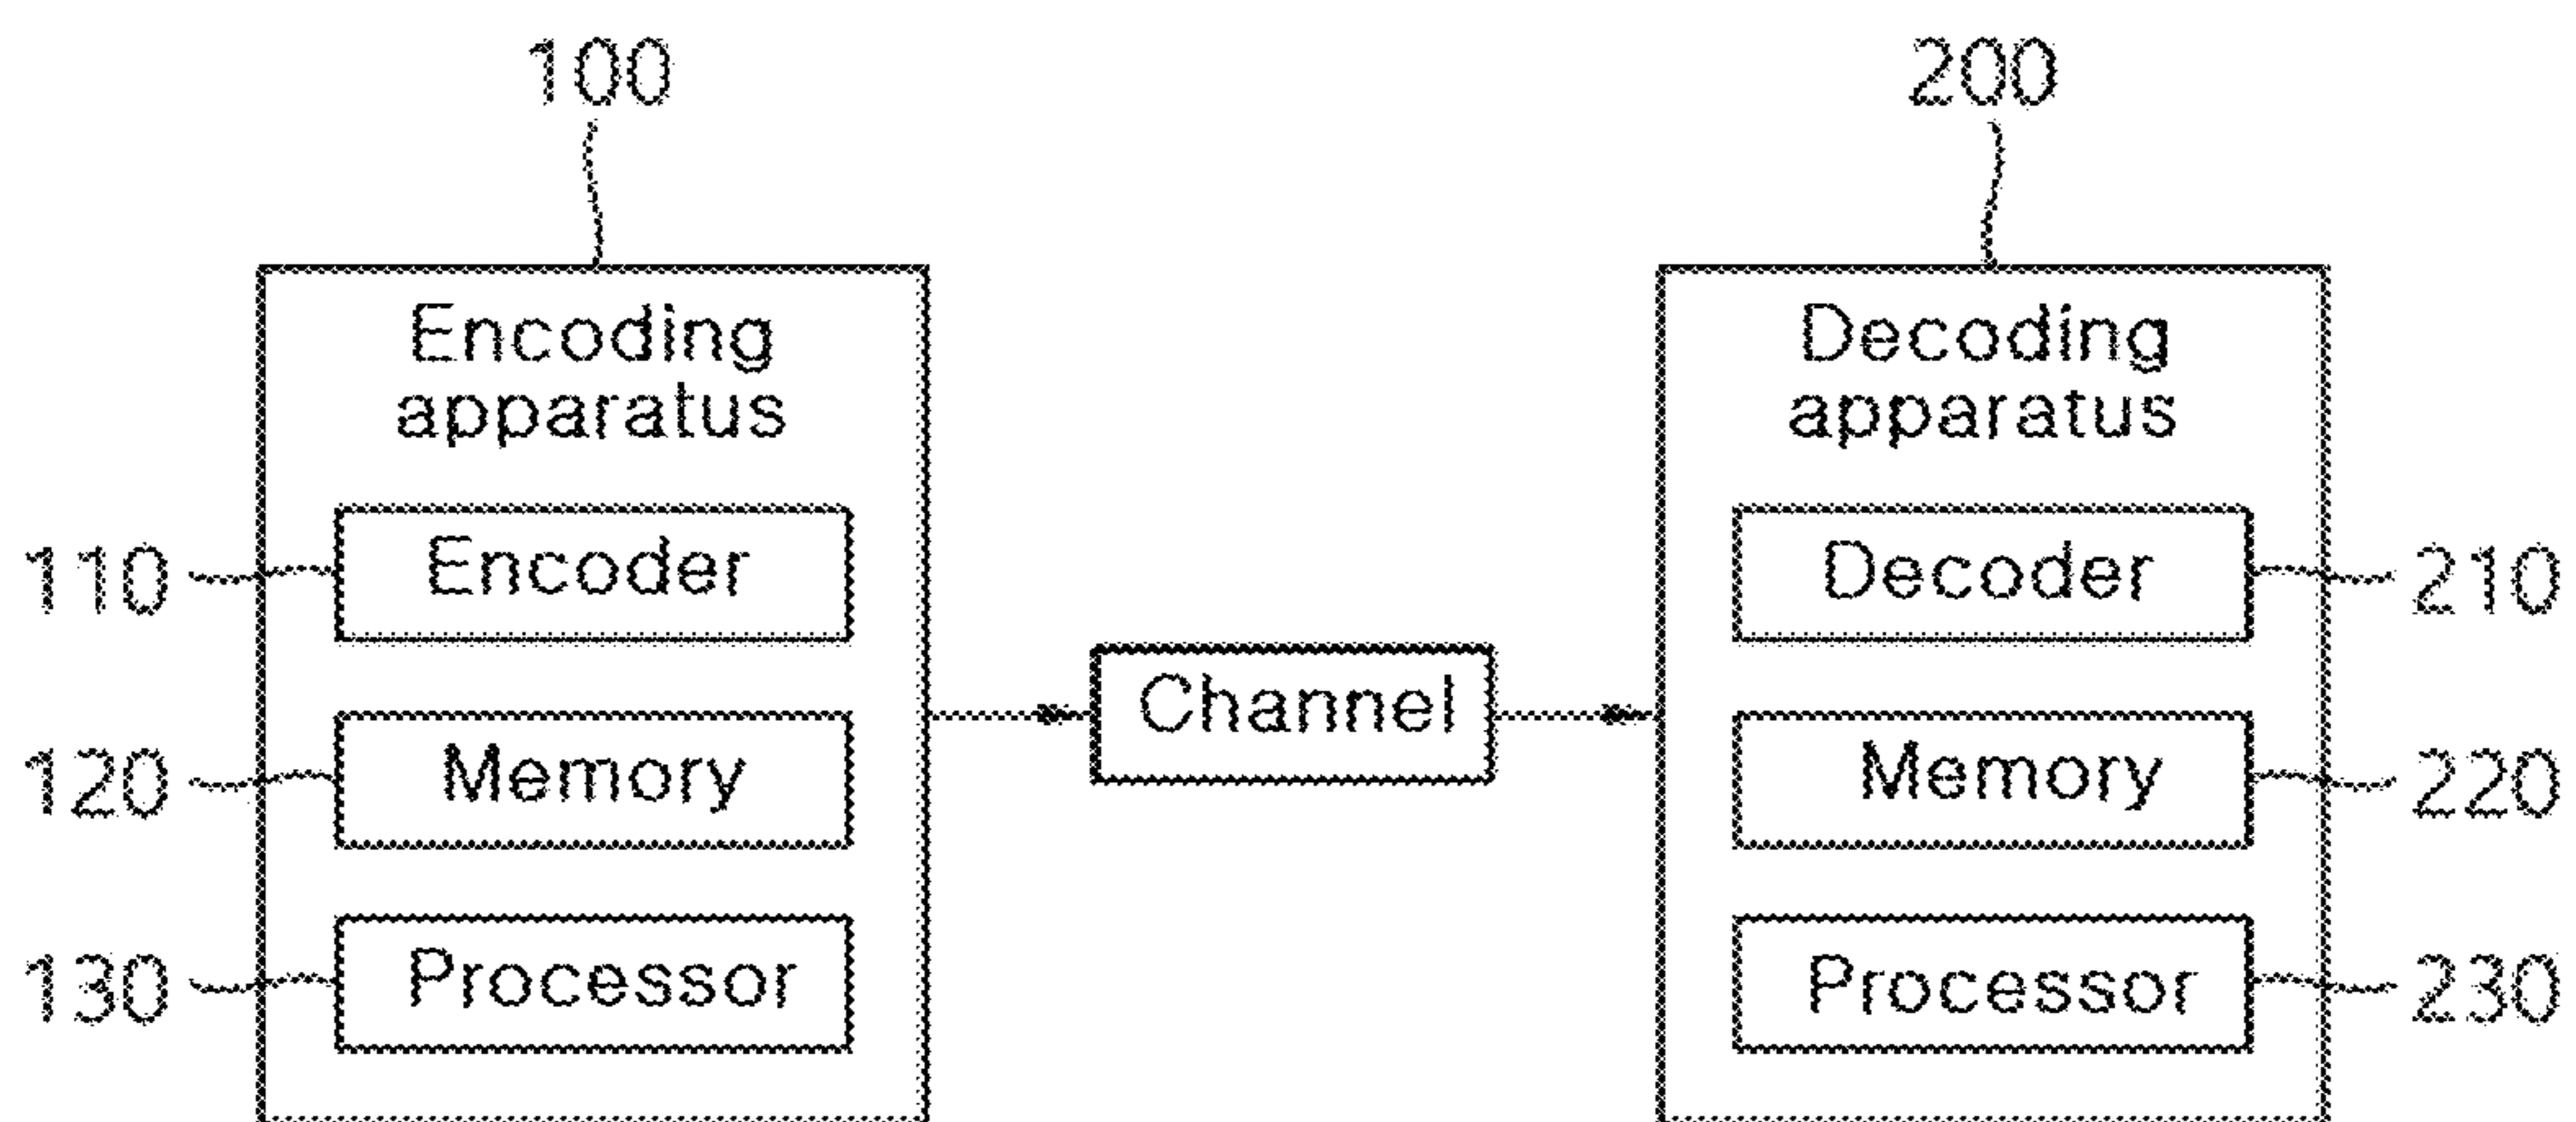 100
200
Encoding
apparatus
Decoding
apparatus
110
Encoder
Decoder
210
Channel
120
Memory
Memory
220
130
Processor
Processor
230